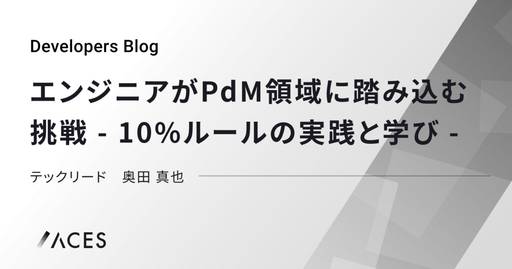 Developers Blog
エンジニアがPdM領域に踏み込む
挑戦 - 10%ルールの実践と学び -
テックリード　奥田 真也
ACES